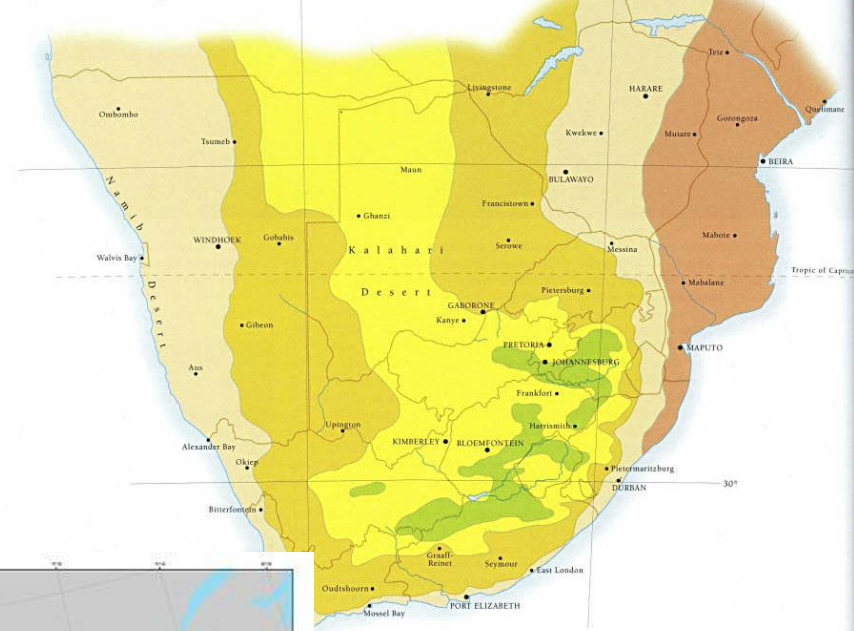 Livingstone
Tete
HARARE
Ombombo
Quelimane
Gorongoza
Kwekwe
Mutare
Tsumeb
BEIRA
Maun
BULAWAYO
Namib Desert
Francistown
Ghanzi
WINDHOEK
Gobabis
Kalahari
Desert
Serowe
Messina
Mabote
Walvis Bay
Tropic of Caprico
Mabalane
Pietersburg
GABORONE
Kanye
Gibeon
PRETORIA
MAPUTO
JOHANNESBURG
Aus
Frankfort
Upington
Harrismith
Alexander Bay
KIMBERLEY
BLOEMFONTEIN
Okiep
Pietermaritzburg
DURBAN
30°
Bitterfontein
Graaff-
Reinet
Seymour
East London
Oudtshoorn
Mossel Bay
PORT ELIZABETH